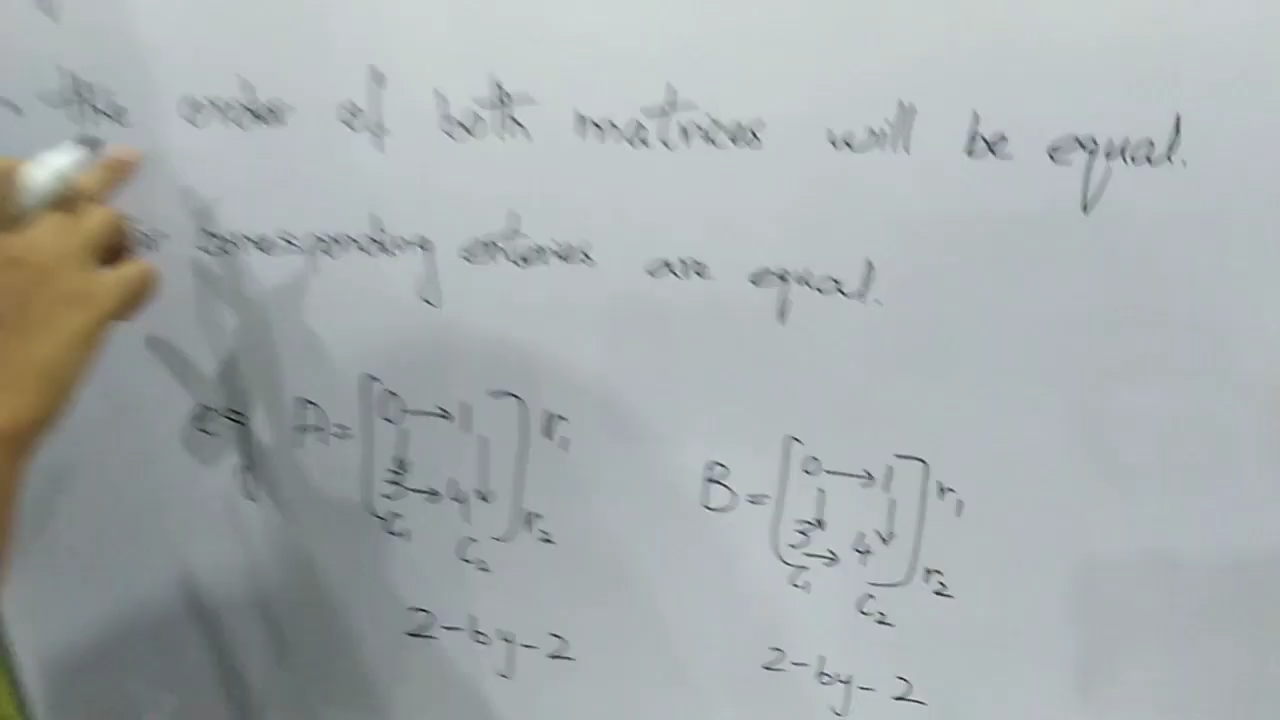 the order of both matrices will be equal.
corresponding entries are equal.
eg A = [0 → 1
3 → 4] r₁ r₂
c₁ c₂
2-by-2
B = [0 → 1
3 → 4] r₁ r₂
c₁ c₂
2-by-2